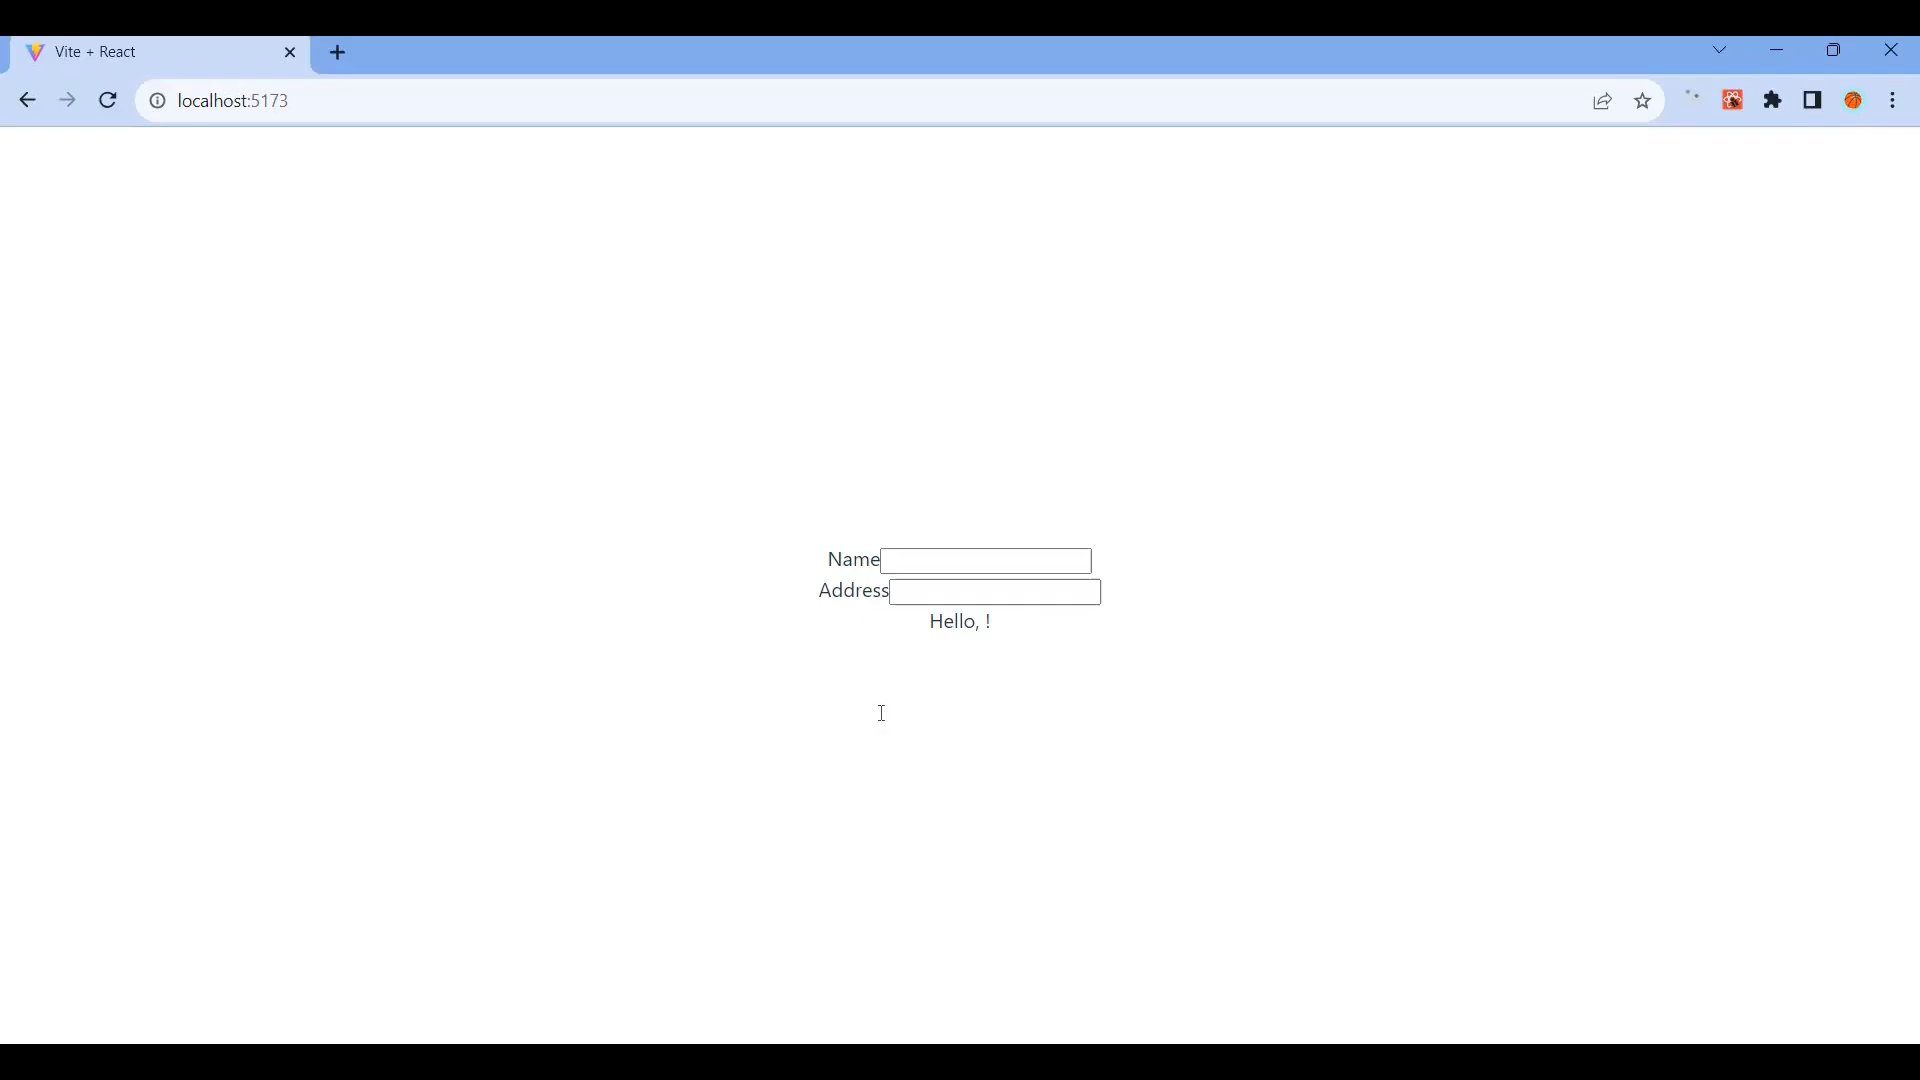 Vite + React
localhost:5173
Name
Address
Hello, !